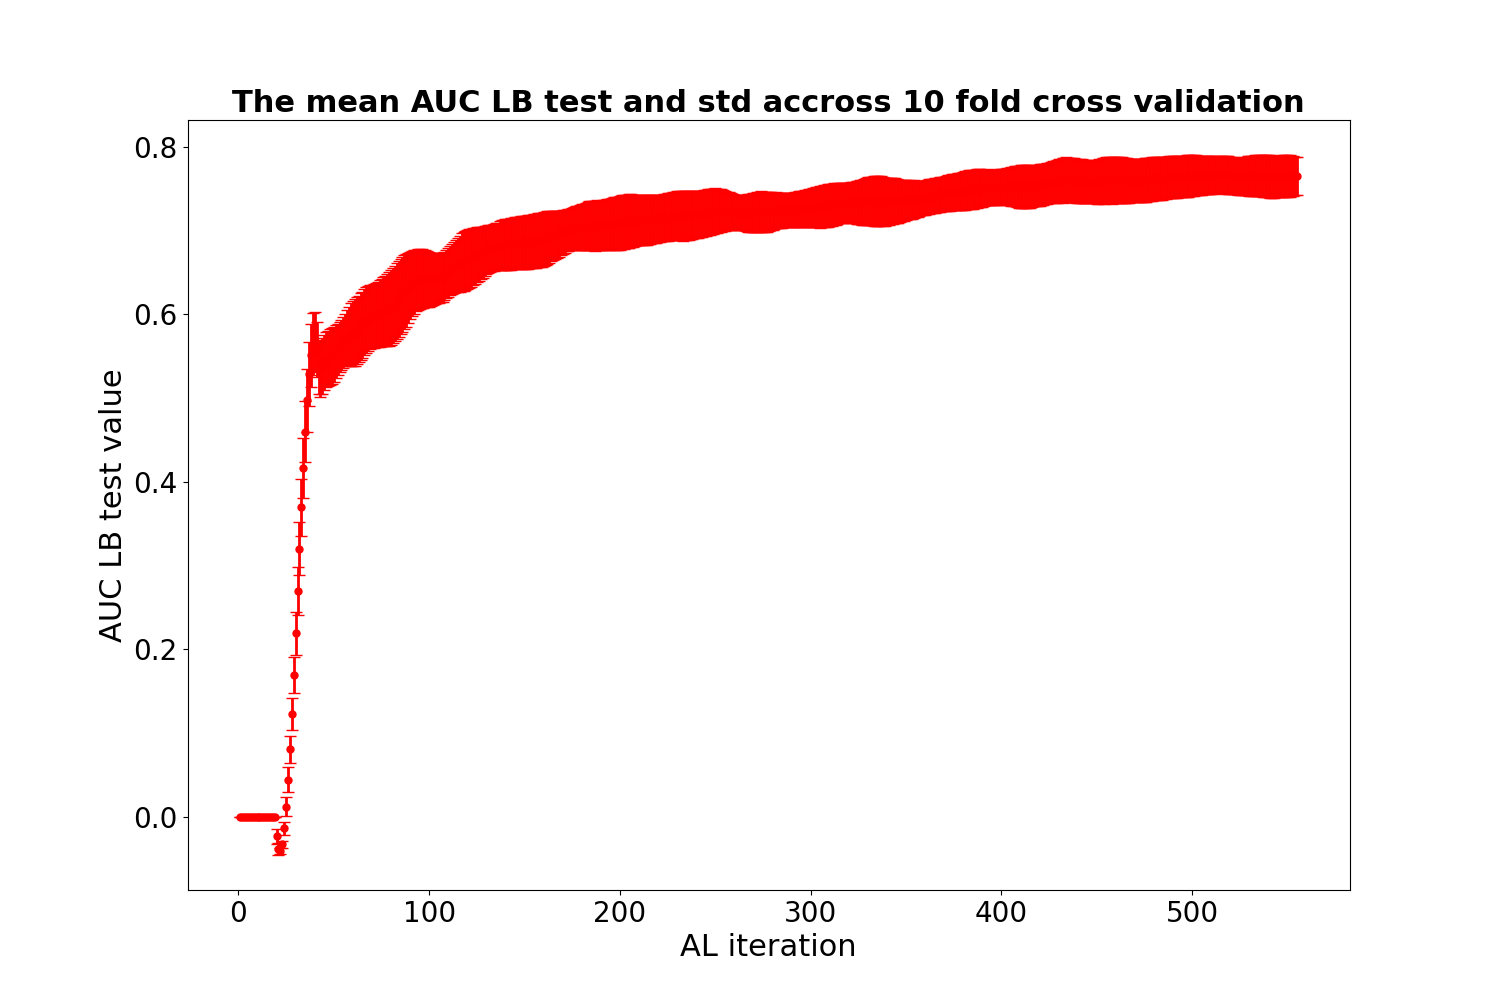 The mean AUC LB test and std accross 10 fold cross validation
0.8
0.6
0.4
0.2
0.0
AUC LB test value
0 100 200 300 400 500
AL iteration